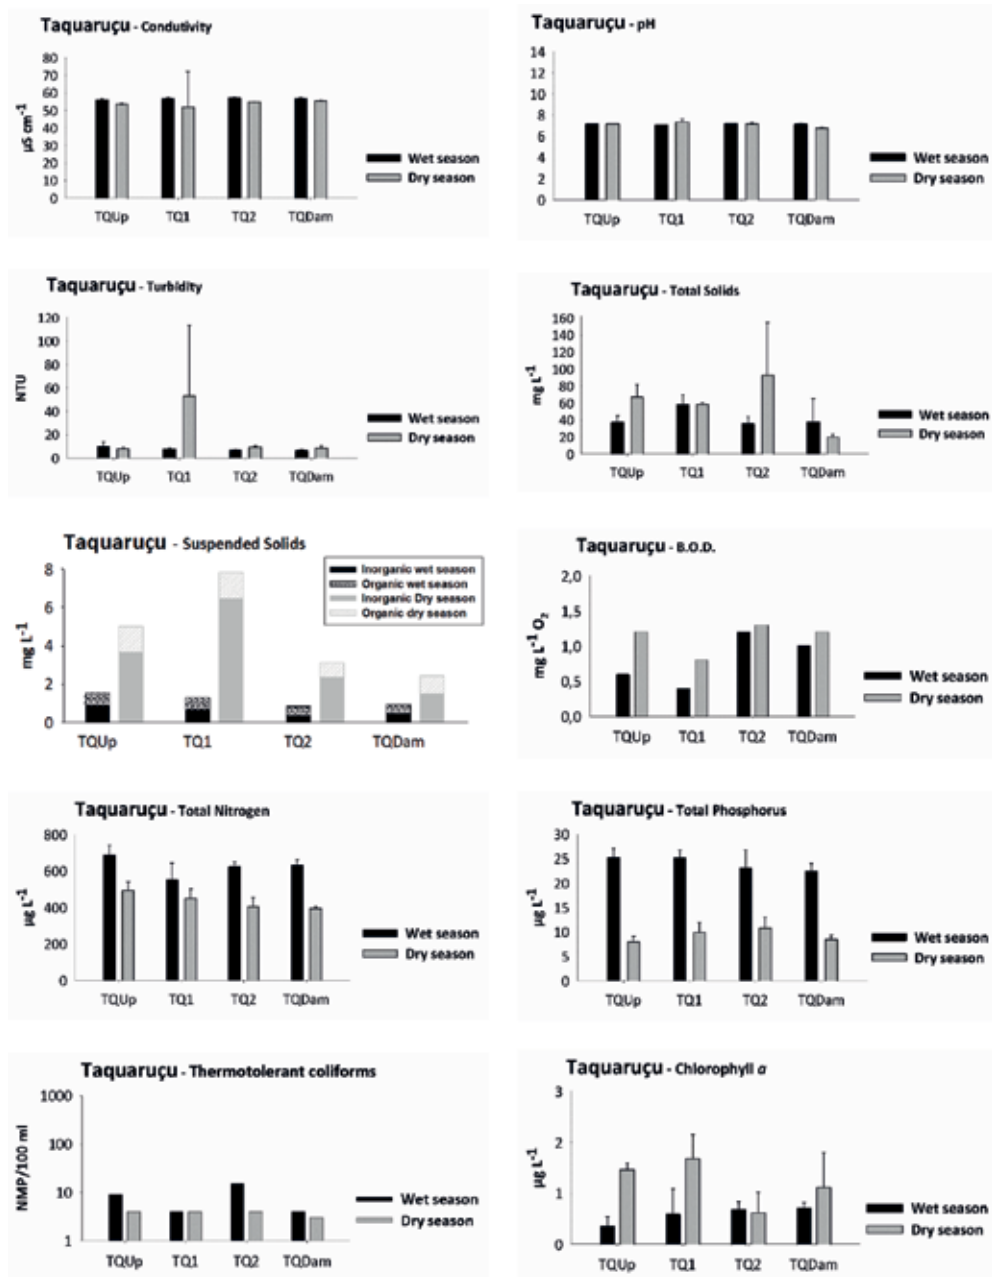 Taquaruçu - Condutivity
80
70
60
50
40
30
20
10
0
µS cm-1
TQUp TQ1 TQ2 TQDam
Wet season
Dry season
Taquaruçu - pH
14
12
10
8
6
4
2
0
TQUp TQ1 TQ2 TQDam
Wet season
Dry season
Taquaruçu - Turbidity
120
100
80
60
40
20
0
NTU
TQUp TQ1 TQ2 TQDam
Wet season
Dry season
Taquaruçu - Total Solids
160
140
120
100
80
60
40
20
0
mg L-1
TQUp TQ1 TQ2 TQDam
Wet season
Dry season
Taquaruçu - Suspended Solids
8
6
4
2
0
mg L-1
Inorganic wet season
Organic wet season
Inorganic Dry season
Organic dry season
TQUp TQ1 TQ2 TQDam
Taquaruçu - B.O.D.
2,0
1,5
1,0
0,5
0,0
mg L-1 O2
TQUp TQ1 TQ2 TQDam
Wet season
Dry season
Taquaruçu - Total Nitrogen
800
600
400
200
0
µg L-1
TQUp TQ1 TQ2 TQDam
Wet season
Dry season
Taquaruçu - Total Phosphorus
30
25
20
15
10
5
0
µg L-1
TQUp TQ1 TQ2 TQDam
Wet season
Dry season
Taquaruçu - Thermotolerant coliforms
1000
100
10
1
NMP/100 ml
TQUp TQ1 TQ2 TQDam
Wet season
Dry season
Taquaruçu - Chlorophyll a
3
2
1
0
µg L-1
TQUp TQ1 TQ2 TQDam
Wet season
Dry season